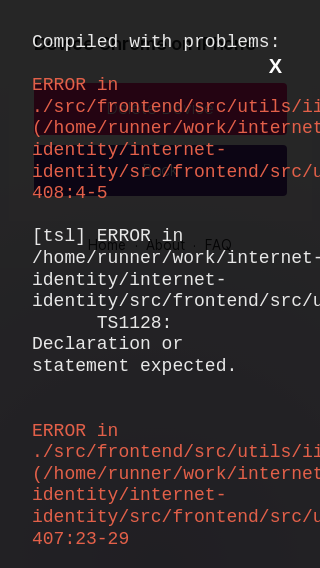 Compiled with problems:
X
ERROR in
./src/frontend/src/utils/ii
(/home/runner/work/internet
identity/internet-
identity/src/frontend/src/u
408:4-5
[tsl] ERROR in
/home/runner/work/internet-
identity/internet-
identity/src/frontend/src/u
TS1128:
Declaration or
statement expected.
Home · About · FAQ
ERROR in
./src/frontend/src/utils/ii
(/home/runner/work/internet
identity/internet-
identity/src/frontend/src/u
407:23-29